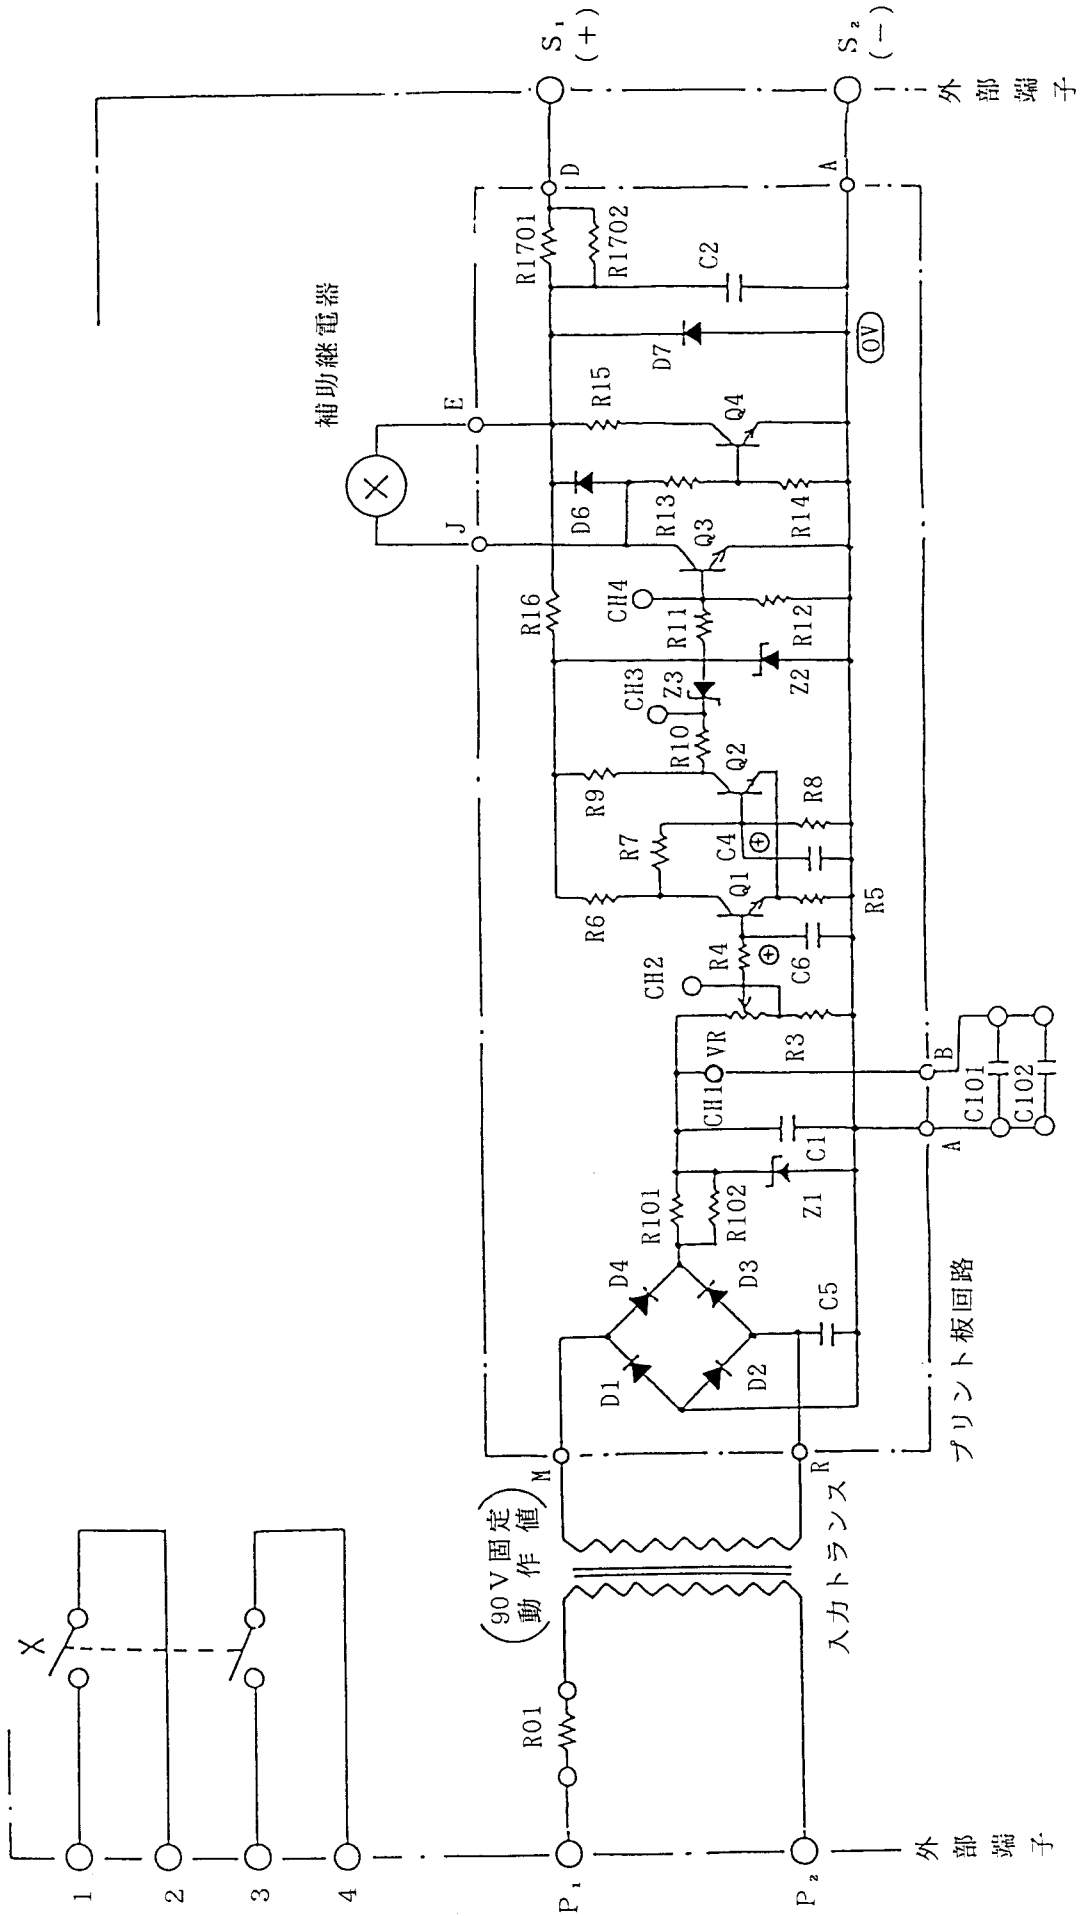 X
1
2
3
4
P₁
P₂
外部端子
R01
(90V固定
動作値)
入力トランス
M
R
プリント板回路
D1
D2
D4
D3
C5
R101
R102
Z1
C1
A
B
C101
C102
CH1
VR
R3
CH2
R4
⊕
C6
R5
Q1
R6
R7
C4
⊕
R8
Q2
R9
R10
CH3
Z3
Z2
R11
R12
CH4
R16
Q3
D6
R13
R14
Q4
R15
J
E
X
補助継電器
D7
0V
C2
R1701
R1702
D
A
S₁
(+)
S₂
(−)
外部端子